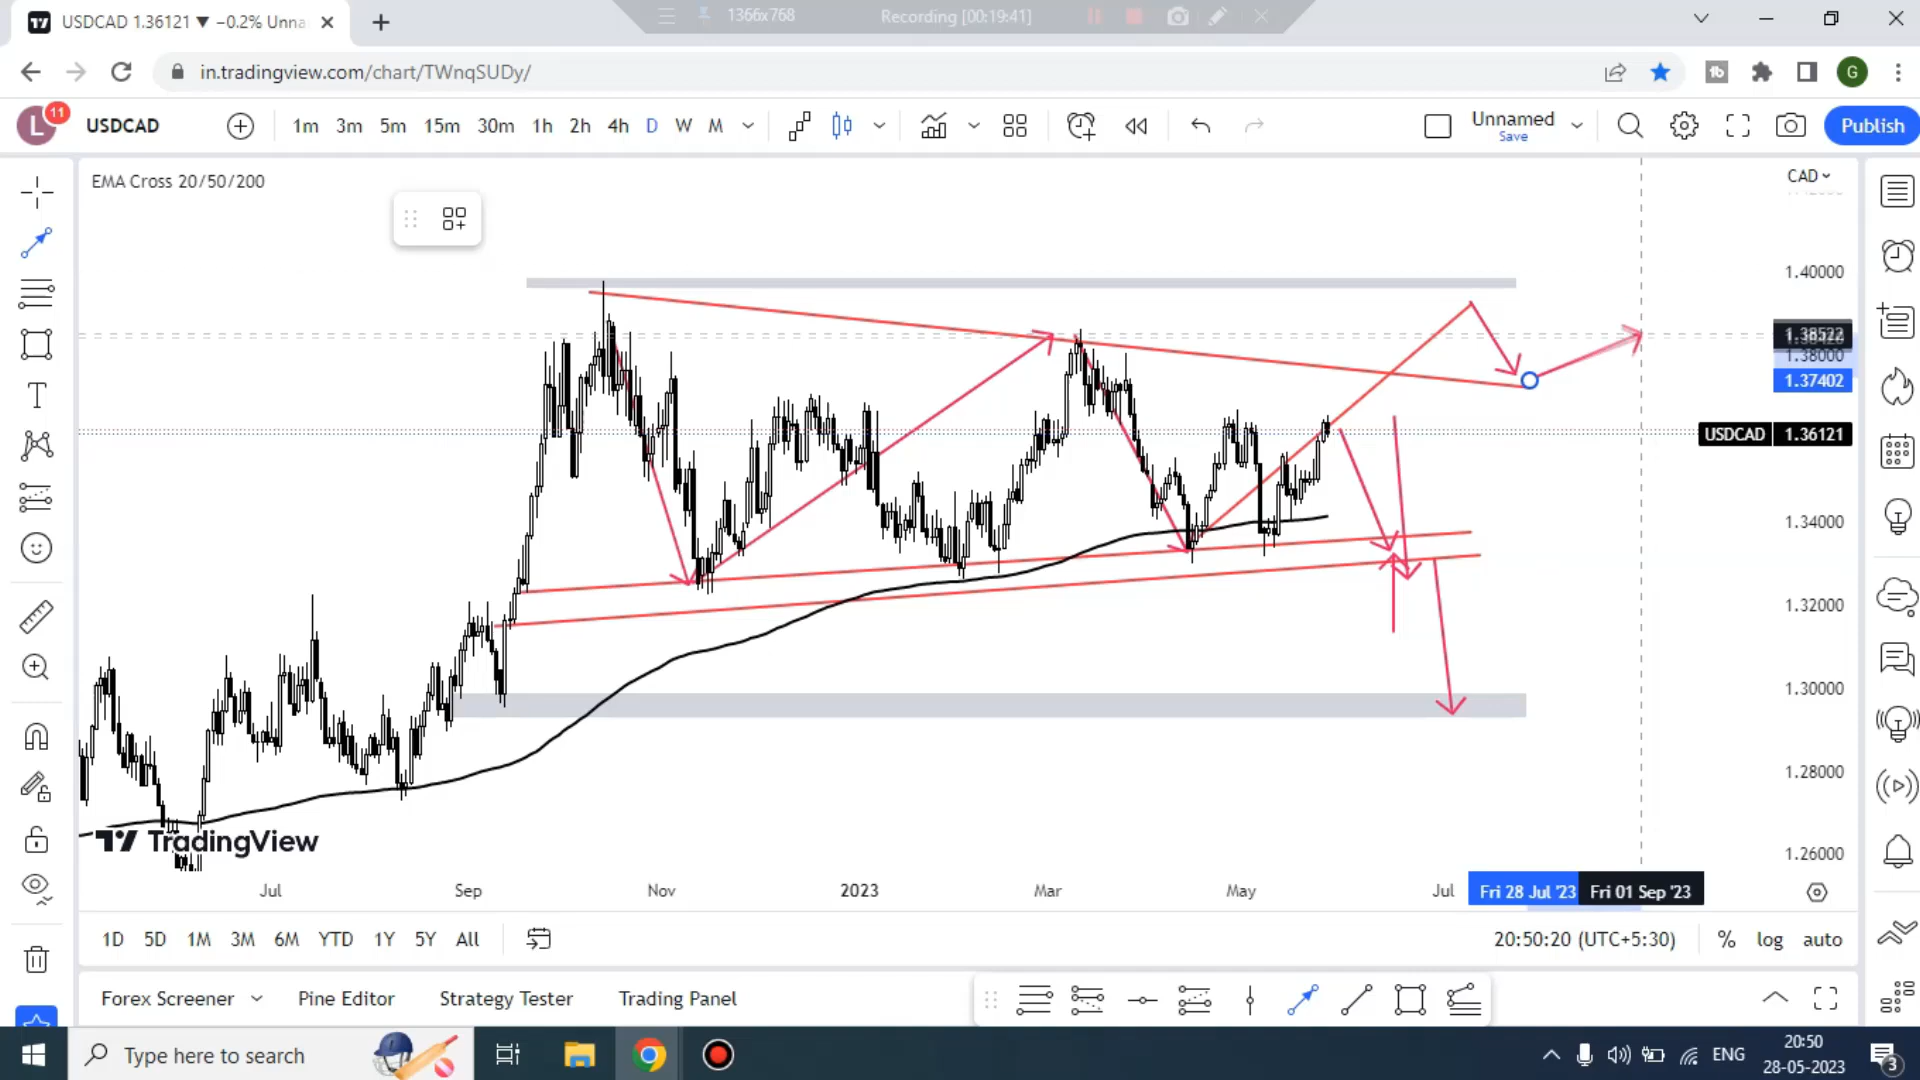 USDCAD 1.36121 ▼ −0.2% Unna
1366x768
Recording [00:19:41]
in.tradingview.com/chart/TWnqSUDy/
G
L
11
USDCAD
1m 3m 5m 15m 30m 1h 2h 4h D W M
Unnamed
Save
Publish
EMA Cross 20/50/200
CAD
1.40000
1.38522
1.38000
1.37402
USDCAD 1.36121
1.34000
1.32000
1.30000
1.28000
1.26000
TradingView
Jul Sep Nov 2023 Mar May Jul Fri 28 Jul '23 Fri 01 Sep '23
1D 5D 1M 3M 6M YTD 1Y 5Y All
20:50:20 (UTC+5:30) % log auto
Forex Screener Pine Editor Strategy Tester Trading Panel
Type here to search
ENG
20:50
28-05-2023
3